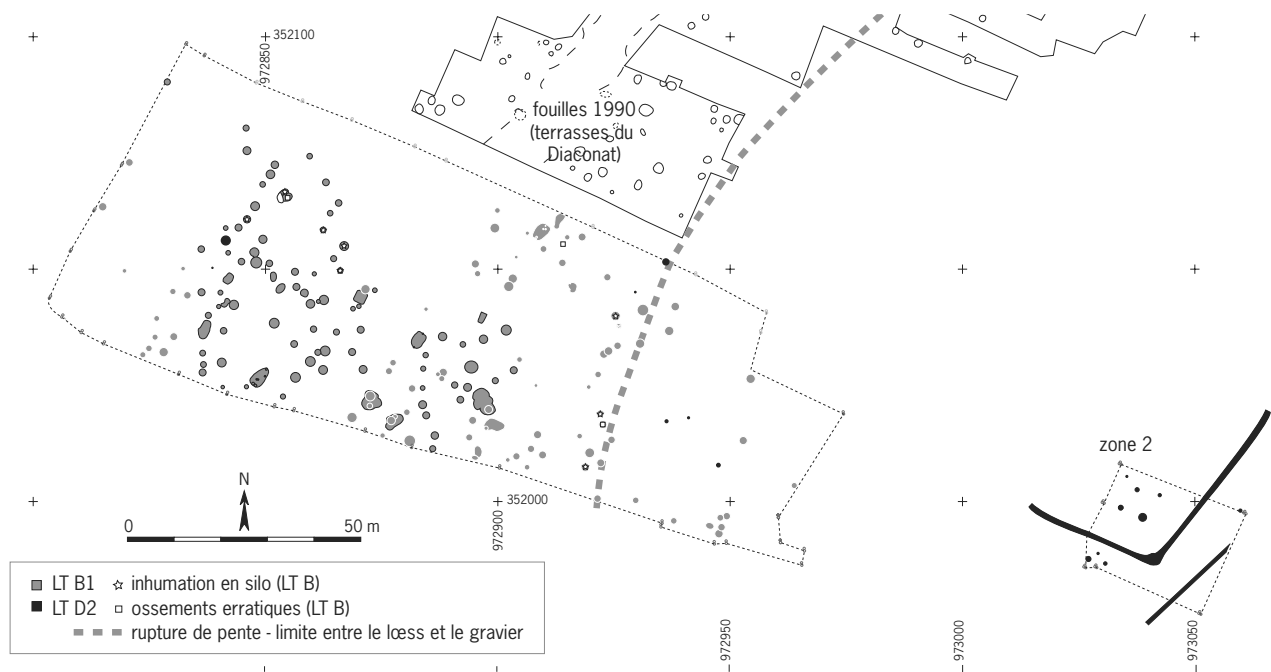 352100
972850
fouilles 1990
(terrasses du
Diaconat)
zone 2
N
352000
972900
0 50 m
LT B1 inhumation en silo (LT B)
LT D2 ossements erratiques (LT B)
rupture de pente - limite entre le lœss et le gravier
972950
973000
973050